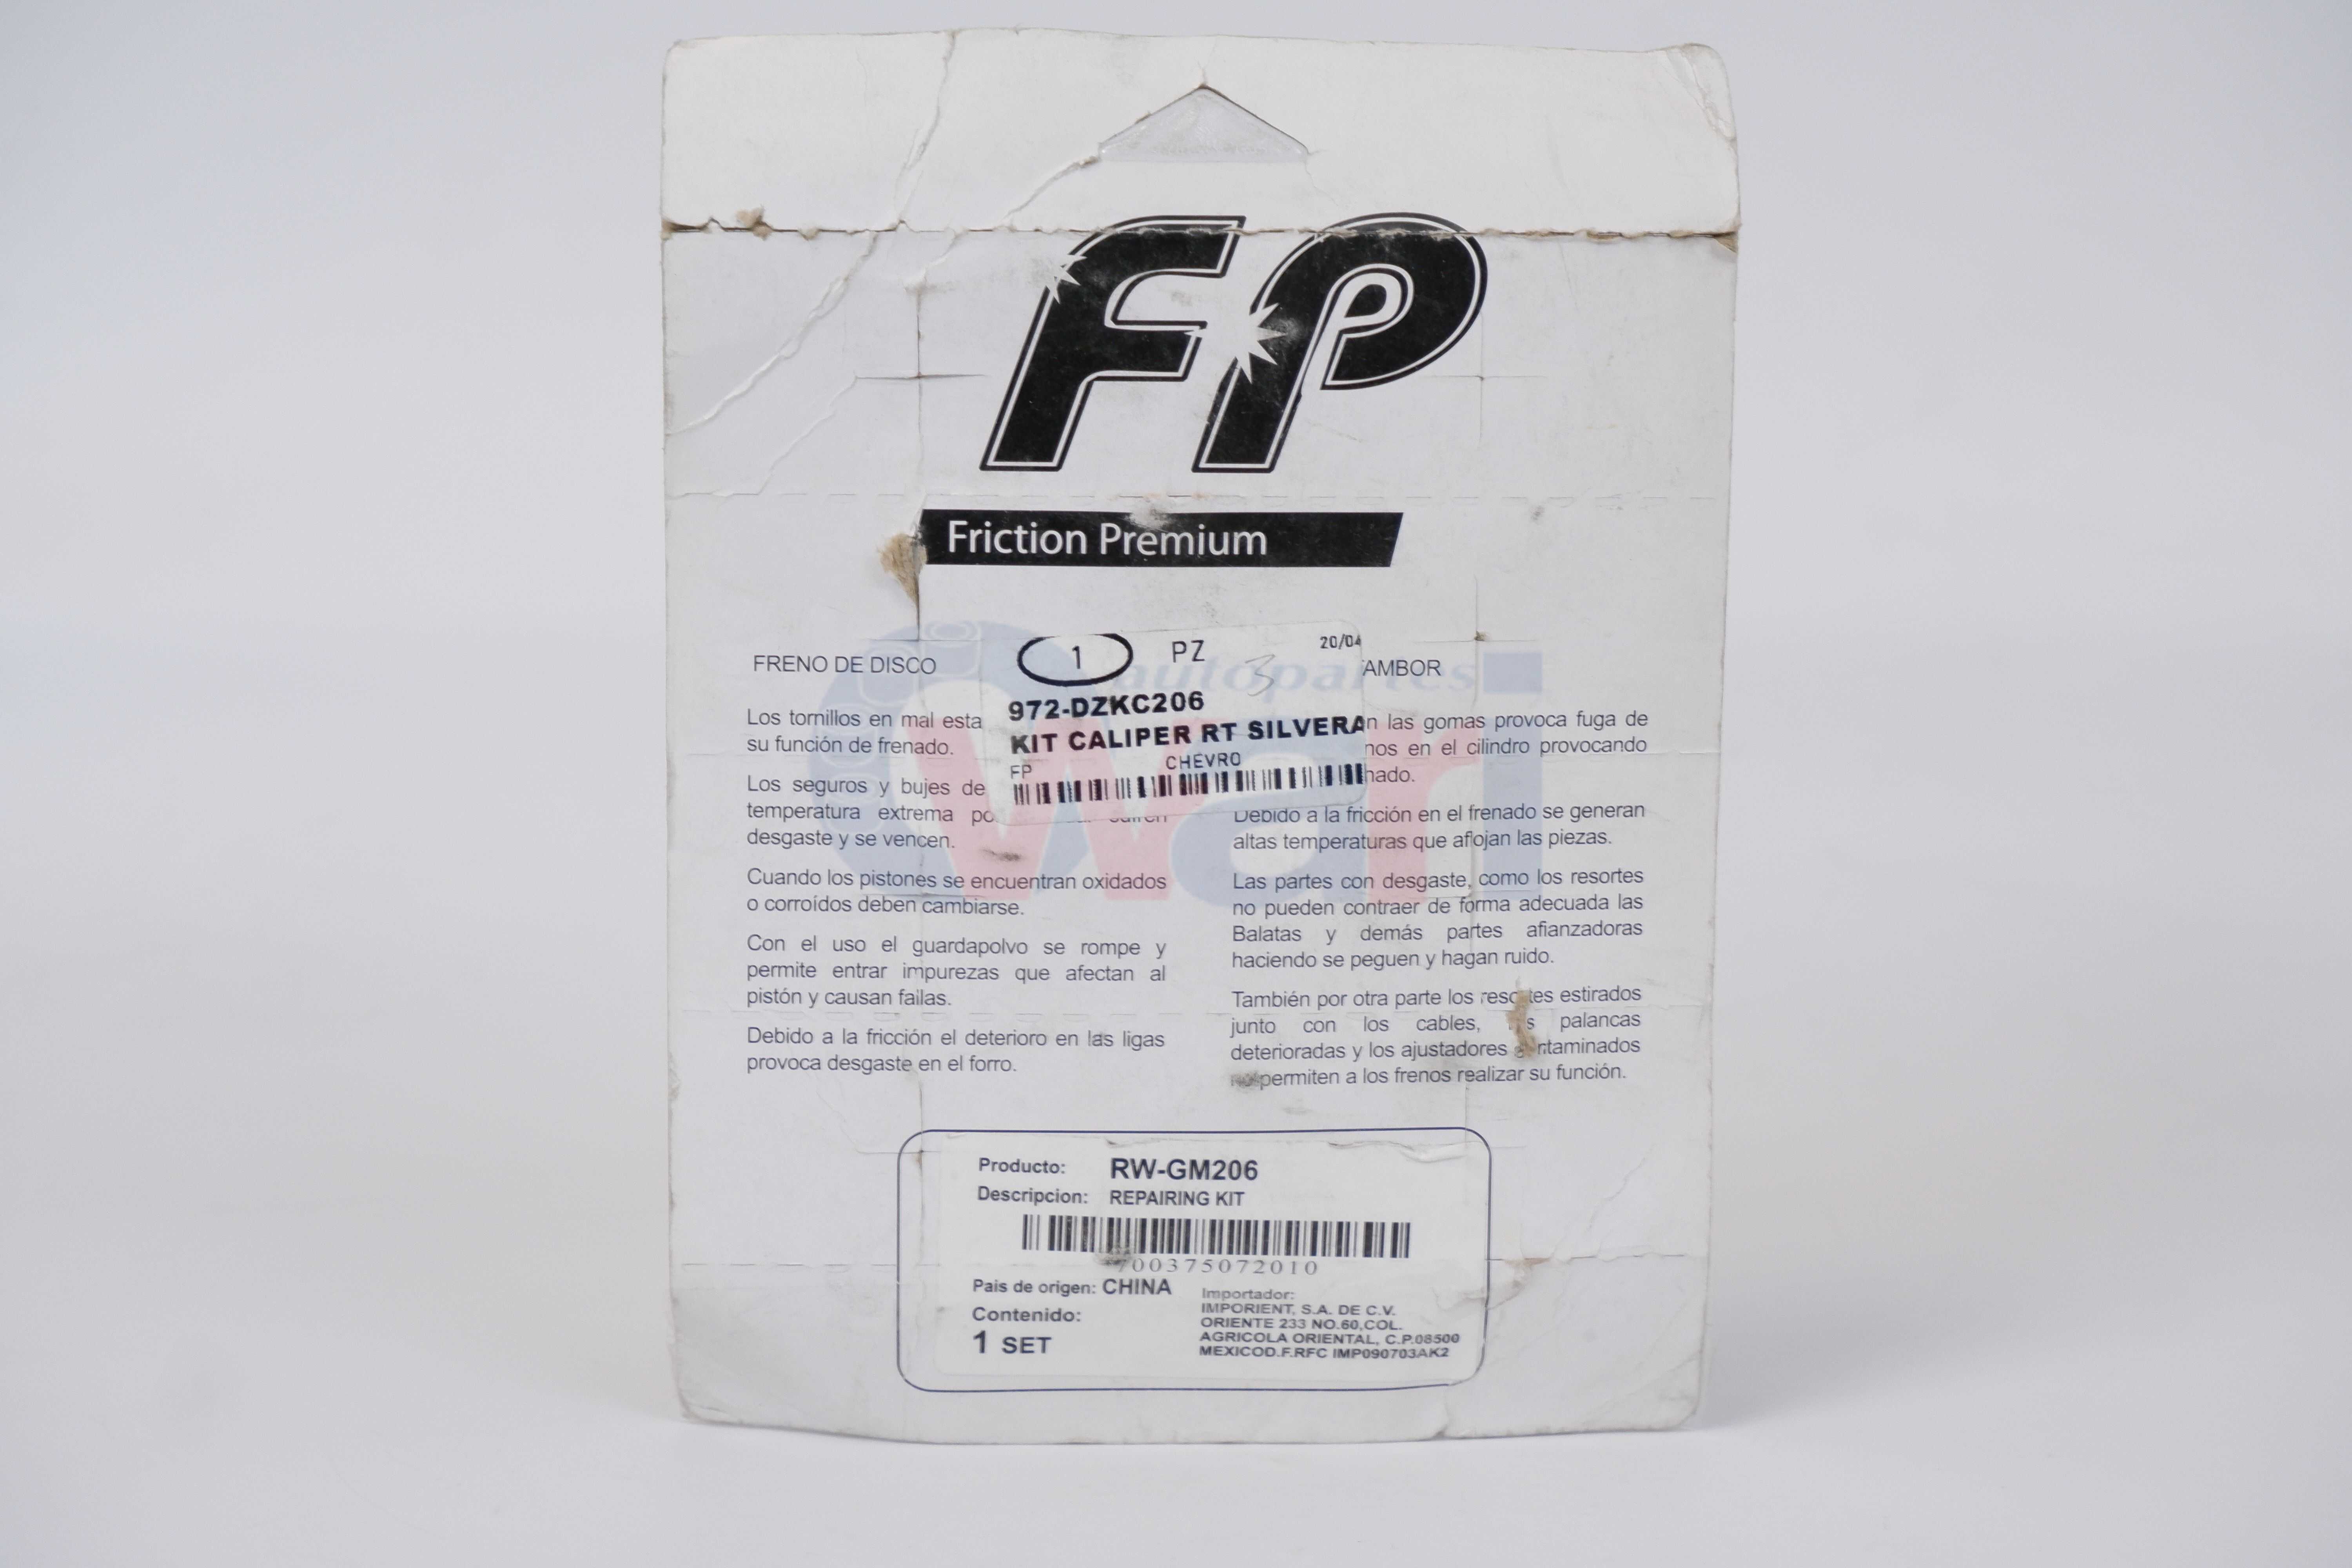 FP
Friction Premium
1 PZ 20/04
3
972-DZKC206
KIT CALIPER RT SILVERA
FP CHEVRO
autopartes
wari
FRENO DE DISCO
Los tornillos en mal esta
su función de frenado.
Los seguros y bujes de
temperatura extrema
desgaste y se vencen.
Cuando los pistones se encuentran oxidados
o corroídos deben cambiarse.
Con el uso el guardapolvo se rompe y
permite entrar impurezas que afectan al
pistón y causan fallas.
Debido a la fricción el deterioro en las ligas
provoca desgaste en el forro.
AMBOR
n las gomas provoca fuga de
nos en el cilindro provocando
nado.
Debido a la fricción en el frenado se generan
altas temperaturas que aflojan las piezas.
Las partes con desgaste, como los resortes
no pueden contraer de forma adecuada las
Balatas y demás partes afianzadoras
haciendo se peguen y hagan ruido.
También por otra parte los resortes estirados
junto con los cables, palancas
deterioradas y los ajustadores contaminados
no permiten a los frenos realizar su función.
Producto: RW-GM206
Descripcion: REPAIRING KIT
700375072010
Pais de origen: CHINA
Contenido:
1 SET
Importador:
IMPORIENT, S.A. DE C.V.
ORIENTE 233 NO.60,COL.
AGRICOLA ORIENTAL, C.P.08500
MEXICOD.F.RFC IMP090703AK2